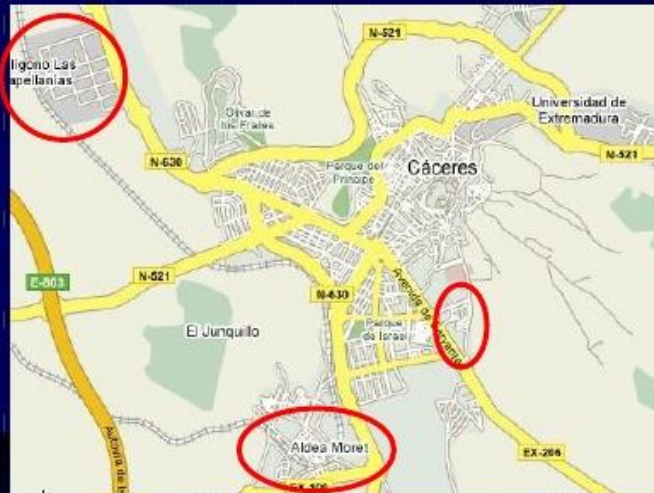 N-521
lígono Las
apellanías
Universidad de
Extremadura
Olivar de
los Frailes
N-630
Parque del
Príncipe
Cáceres
N-521
E-803
N-521
N-630
Avenida de
El Junquillo
Parque
de Israel
Aldea Moret
EX-206
Autovía de la